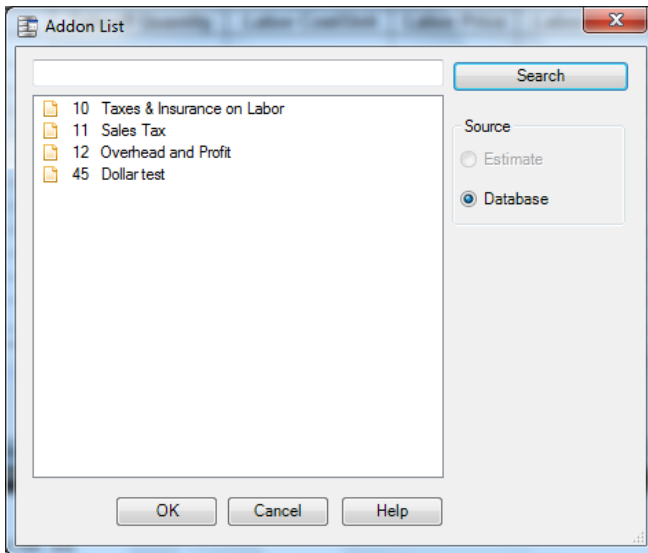 Addon List
Search
10 Taxes & Insurance on Labor
11 Sales Tax
12 Overhead and Profit
45 Dollar test
Source
Estimate
Database
OK
Cancel
Help